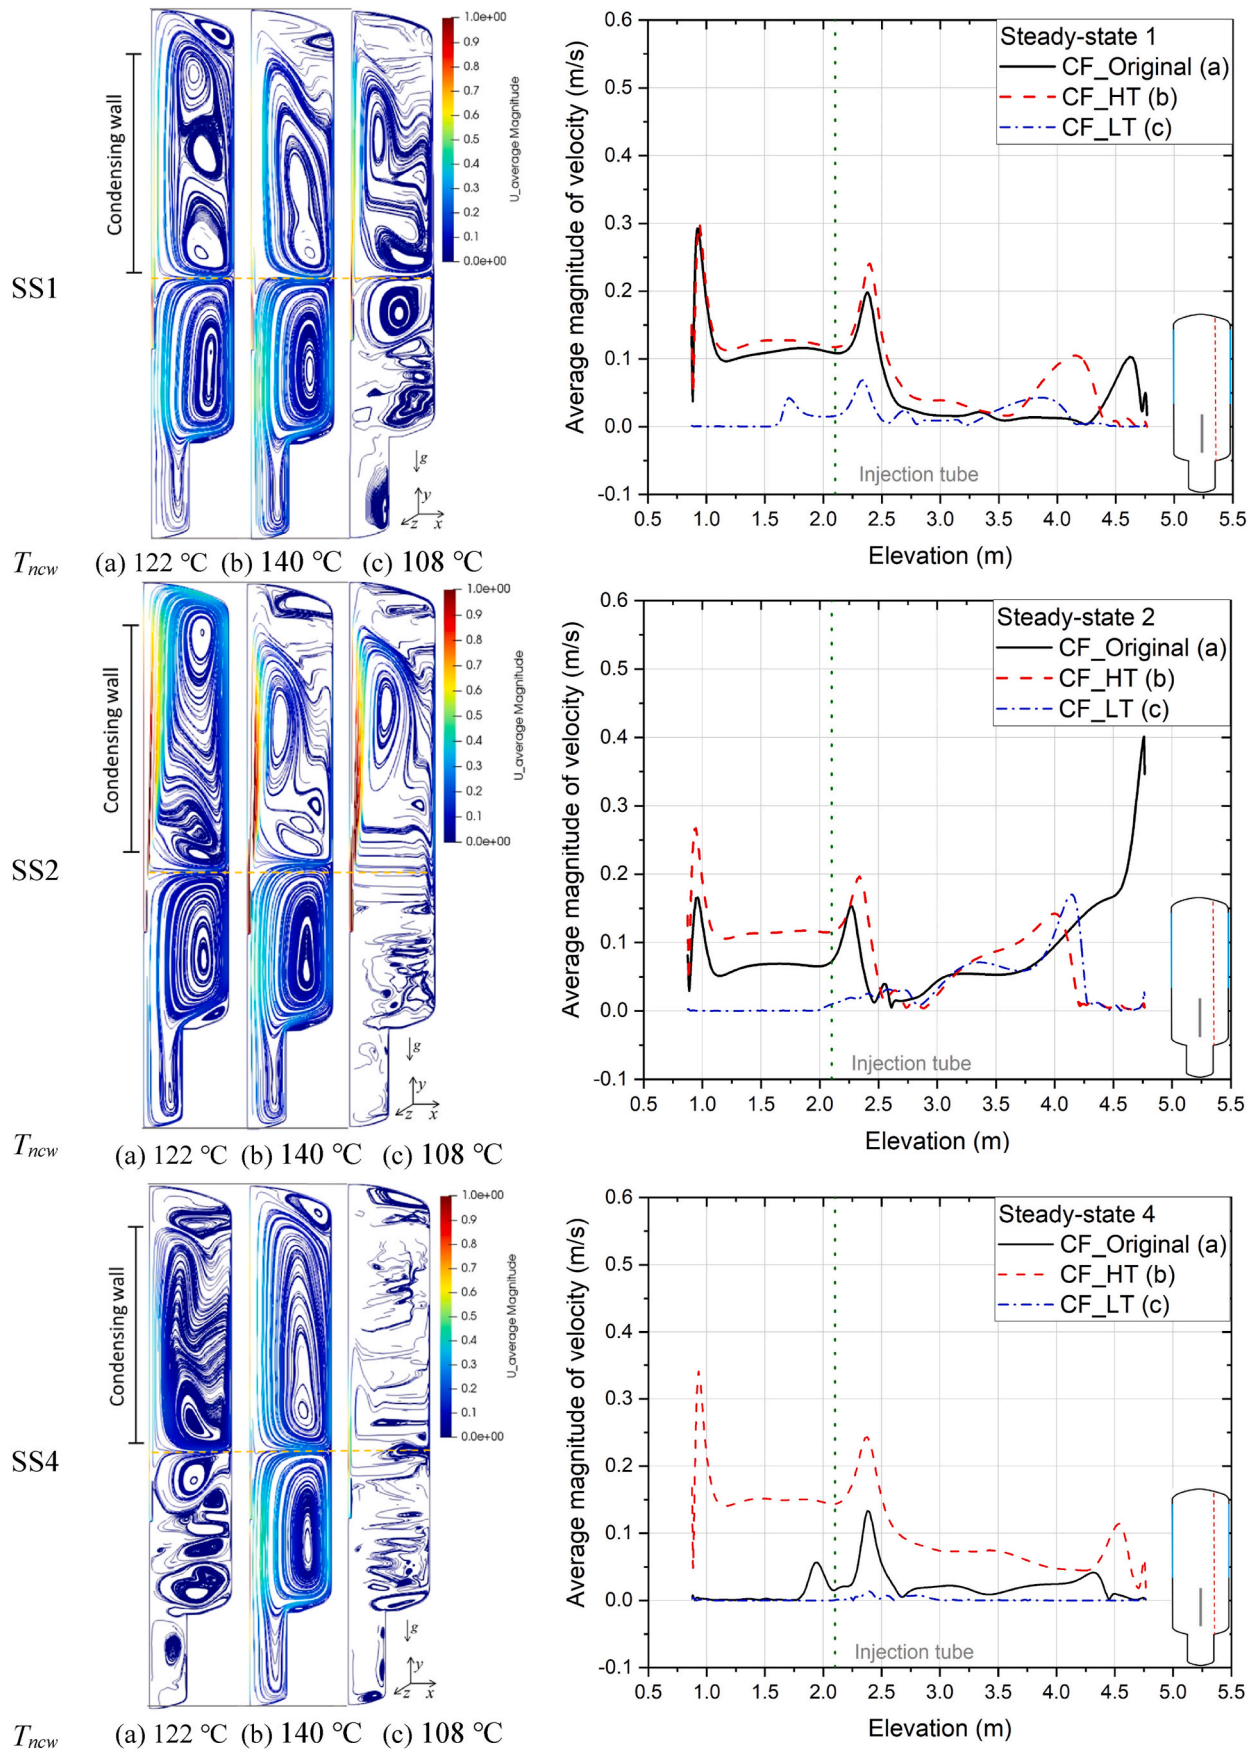 Condensing wall
SS1
1.0e+00
0.9
0.8
0.7
0.6
0.5
0.4
0.3
0.2
0.1
0.0e+00
U_average Magnitude
g
y
z x
T_ncw (a) 122 °C (b) 140 °C (c) 108 °C
Steady-state 1
CF_Original (a)
CF_HT (b)
CF_LT (c)
Average magnitude of velocity (m/s)
0.6
0.5
0.4
0.3
0.2
0.1
0.0
-0.1
Injection tube
0.5 1.0 1.5 2.0 2.5 3.0 3.5 4.0 4.5 5.0 5.5
Elevation (m)
Condensing wall
SS2
1.0e+00
0.9
0.8
0.7
0.6
0.5
0.4
0.3
0.2
0.1
0.0e+00
U_average Magnitude
g
y
z x
T_ncw (a) 122 °C (b) 140 °C (c) 108 °C
Steady-state 2
CF_Original (a)
CF_HT (b)
CF_LT (c)
Average magnitude of velocity (m/s)
0.6
0.5
0.4
0.3
0.2
0.1
0.0
-0.1
Injection tube
0.5 1.0 1.5 2.0 2.5 3.0 3.5 4.0 4.5 5.0 5.5
Elevation (m)
Condensing wall
SS4
1.0e+00
0.9
0.8
0.7
0.6
0.5
0.4
0.3
0.2
0.1
0.0e+00
U_average Magnitude
g
y
z x
T_ncw (a) 122 °C (b) 140 °C (c) 108 °C
Steady-state 4
CF_Original (a)
CF_HT (b)
CF_LT (c)
Average magnitude of velocity (m/s)
0.6
0.5
0.4
0.3
0.2
0.1
0.0
-0.1
Injection tube
0.5 1.0 1.5 2.0 2.5 3.0 3.5 4.0 4.5 5.0 5.5
Elevation (m)